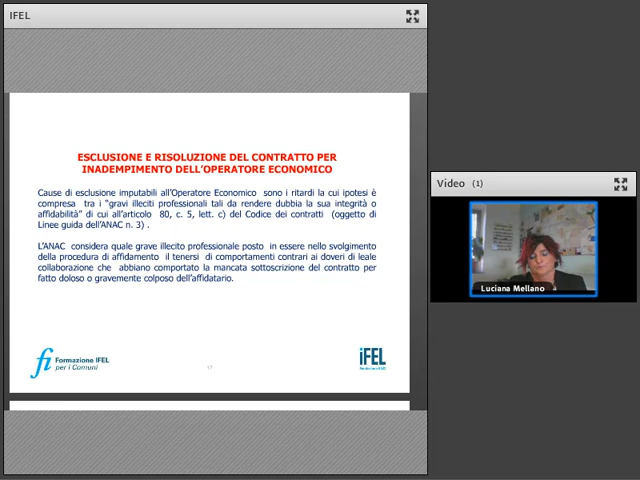 IFEL
ESCLUSIONE E RISOLUZIONE DEL CONTRATTO PER
INADEMPIMENTO DELL'OPERATORE ECONOMICO
Cause di esclusione imputabili all'Operatore Economico sono i ritardi la cui ipotesi è
compresa tra i "gravi illeciti professionali tali da rendere dubbia la sua integrità o
affidabilità" di cui all'articolo 80, c. 5, lett. c) del Codice dei contratti (oggetto di
Linee guida dell'ANAC n. 3) .
L'ANAC considera quale grave illecito professionale posto in essere nello svolgimento
della procedura di affidamento il tenersi di comportamenti contrari ai doveri di leale
collaborazione che abbiano comportato la mancata sottoscrizione del contratto per
fatto doloso o gravemente colposo dell'affidatario.
fi Formazione IFEL
per i Comuni
17
iFEL
Video (1)
Luciana Mellano